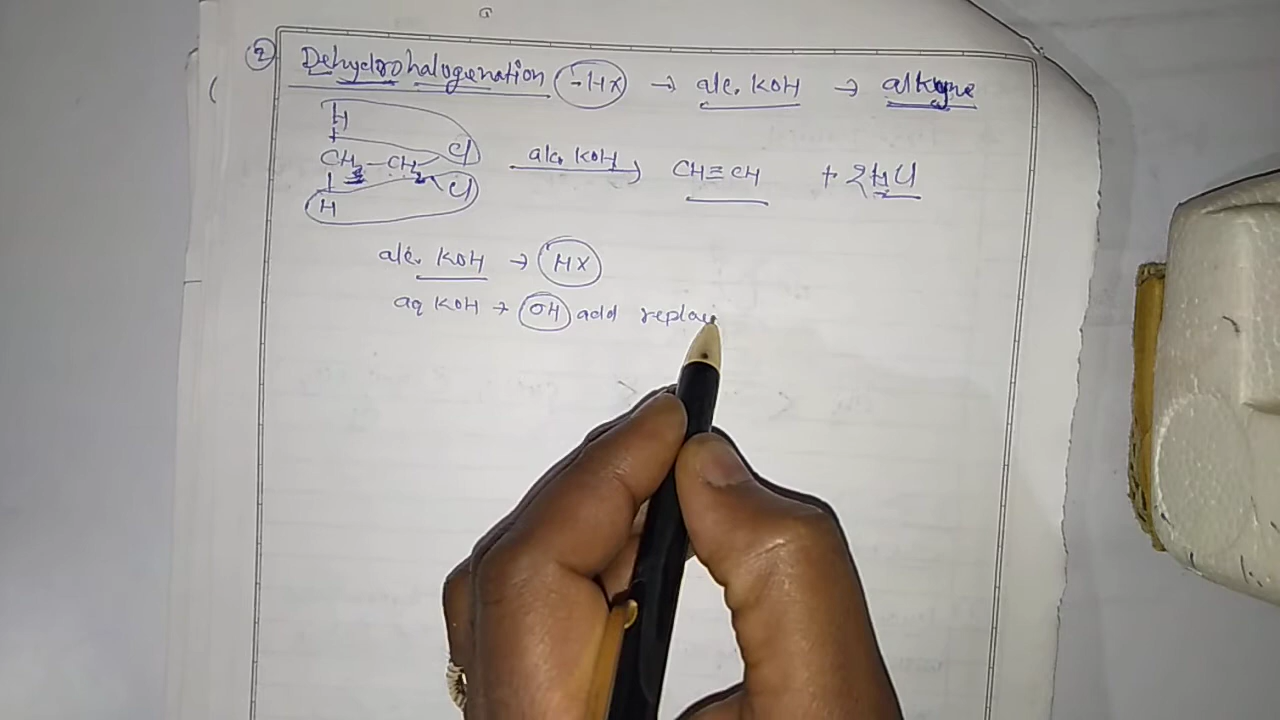 ② Dehydrohalogenation (-HX) → alc. KOH → alkyne
H
CH₂ – CH₂ Cl alc. KOH → CH≡CH + 2HCl
Cl
H
alc. KOH → HX
aq KOH → OH add replac